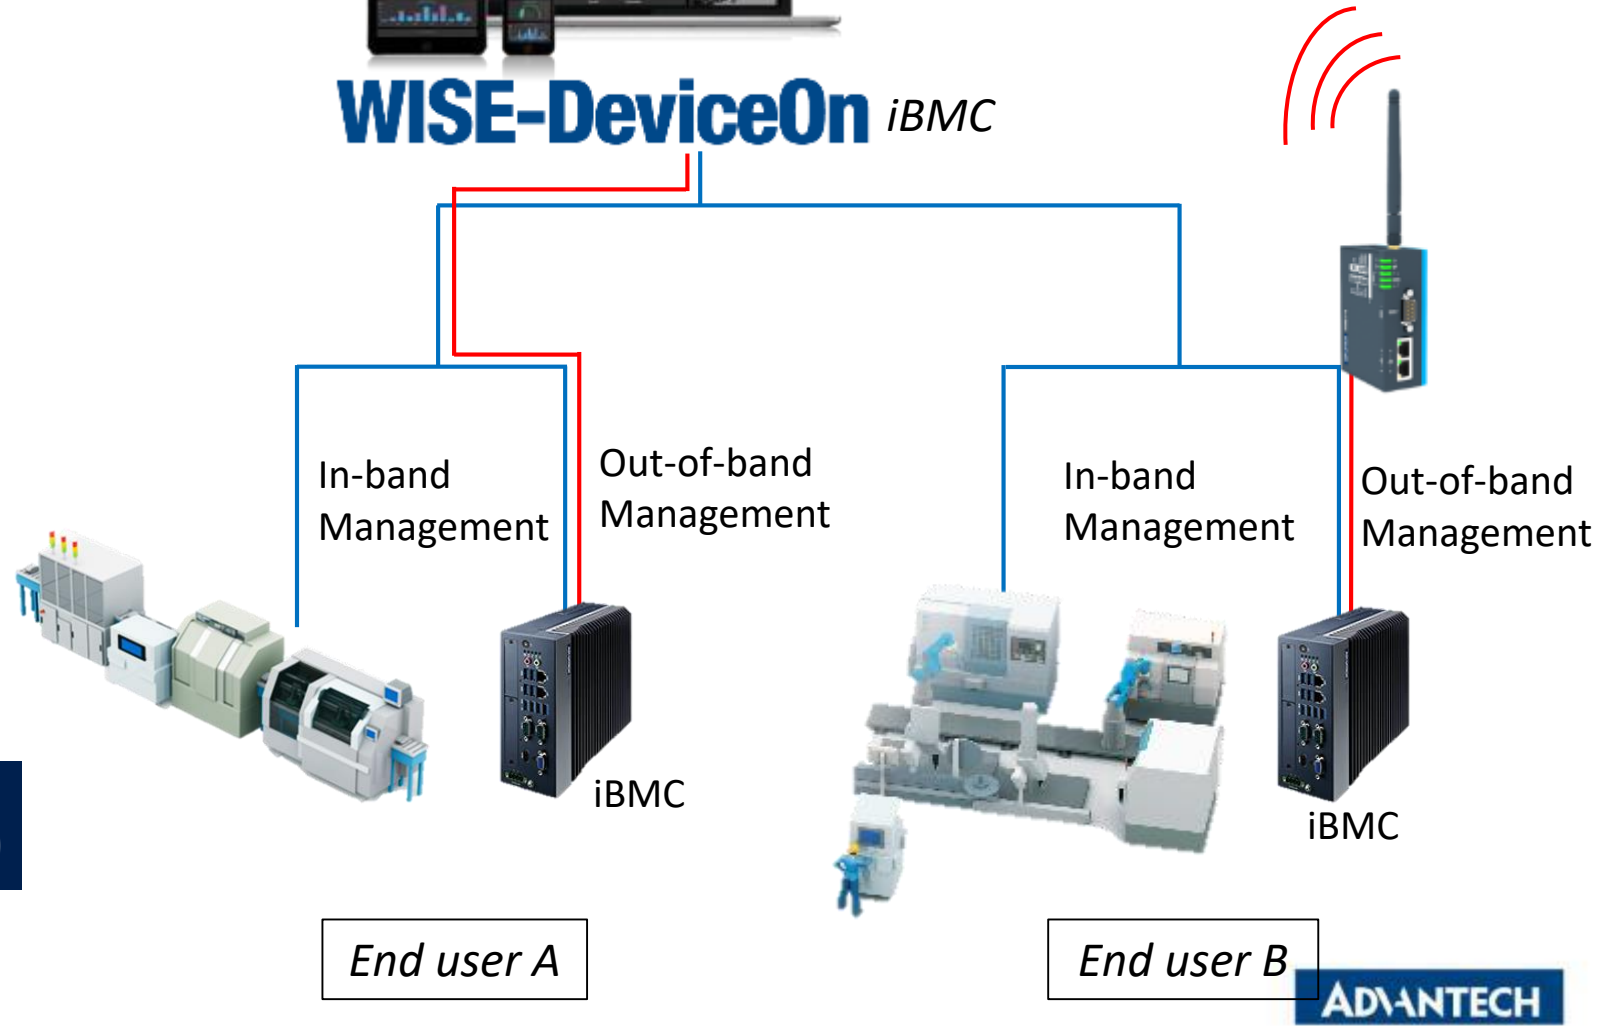 WISE-DeviceOn iBMC
In-band
Management
Out-of-band
Management
In-band
Management
Out-of-band
Management
iBMC
iBMC
End user A
End user B
ADVANTECH